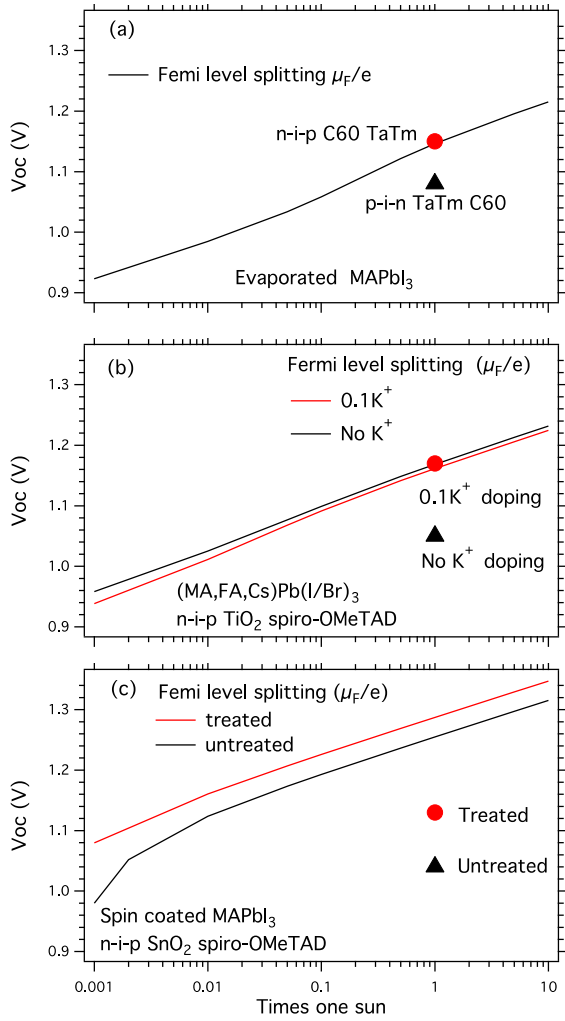 (a)
1.3
Femi level splitting μF/e
1.2
n-i-p C60 TaTm
Voc (V)
1.1
p-i-n TaTm C60
1.0
Evaporated MAPbI3
0.9
(b)
Fermi level splitting (μF/e)
1.3
0.1K+
No K+
1.2
Voc (V)
0.1K+ doping
1.1
No K+ doping
1.0
(MA,FA,Cs)Pb(I/Br)3
n-i-p TiO2 spiro-OMeTAD
0.9
(c)
Femi level splitting (μF/e)
1.3
treated
untreated
1.2
Voc (V)
Treated
1.1
Untreated
1.0
Spin coated MAPbI3
n-i-p SnO2 spiro-OMeTAD
0.9
0.001 0.01 0.1 1 10
Times one sun